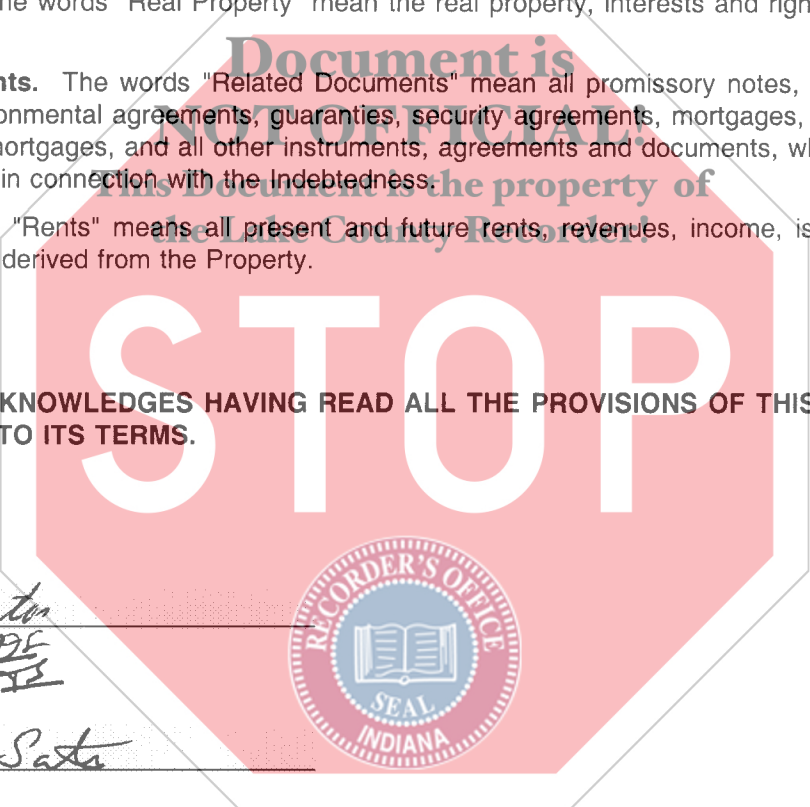 he words "Real Property" mean the real property, interests and righ
Document is
nts. The words "Related Documents" mean all promissory notes,
onmental agreements, guaranties, security agreements, mortgages,
NOT OFFICIAL!
nortgages, and all other instruments, agreements and documents, wh
in connection with the Indebtedness.
This Document is the property of
"Rents" means all present and future rents, revenues, income, is
the Lake County Recorder!
derived from the Property.
STOP
KNOWLEDGES HAVING READ ALL THE PROVISIONS OF THIS
TO ITS TERMS.
RECORDER'S OFFICE
SEAL
INDIANA